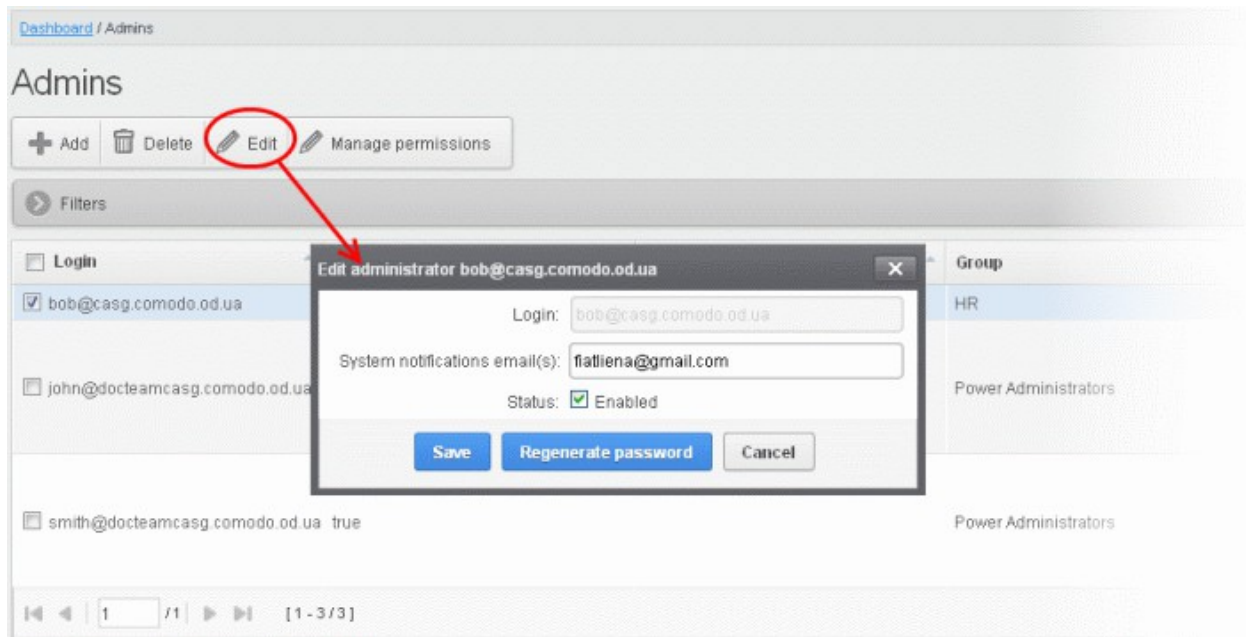 Dashboard / Admins
Admins
Add Delete Edit Manage permissions
Filters
Login Group
Edit administrator bob@casg.comodo.od.ua
bob@casg.comodo.od.ua HR
Login: bob@casg.comodo.od.ua
System notifications email(s): fiatliena@gmail.com
john@docteamcasg.comodo.od.ua Power Administrators
Status: Enabled
Save Regenerate password Cancel
smith@docteamcasg.comodo.od.ua true Power Administrators
1 /1 [1-3/3]